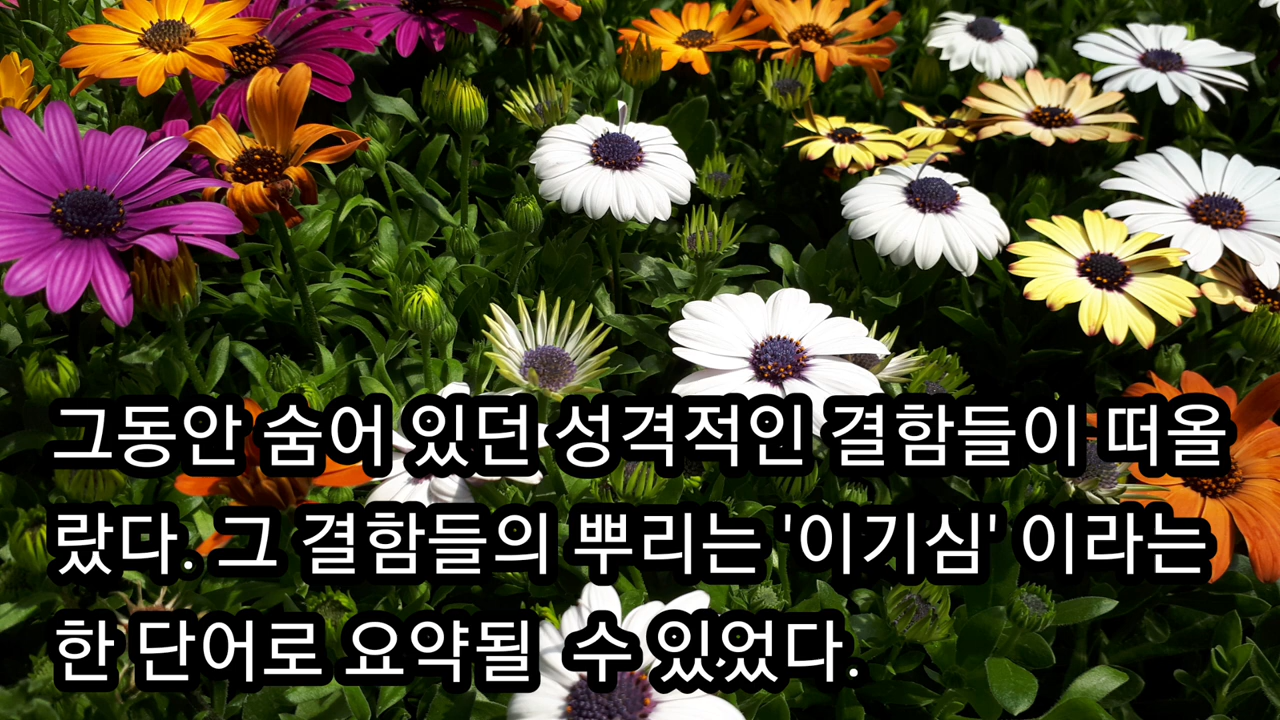 그동안 숨어 있던 성격적인 결함들이 떠올
랐다. 그 결함들의 뿌리는 '이기심' 이라는
한 단어로 요약될  수 있었다.